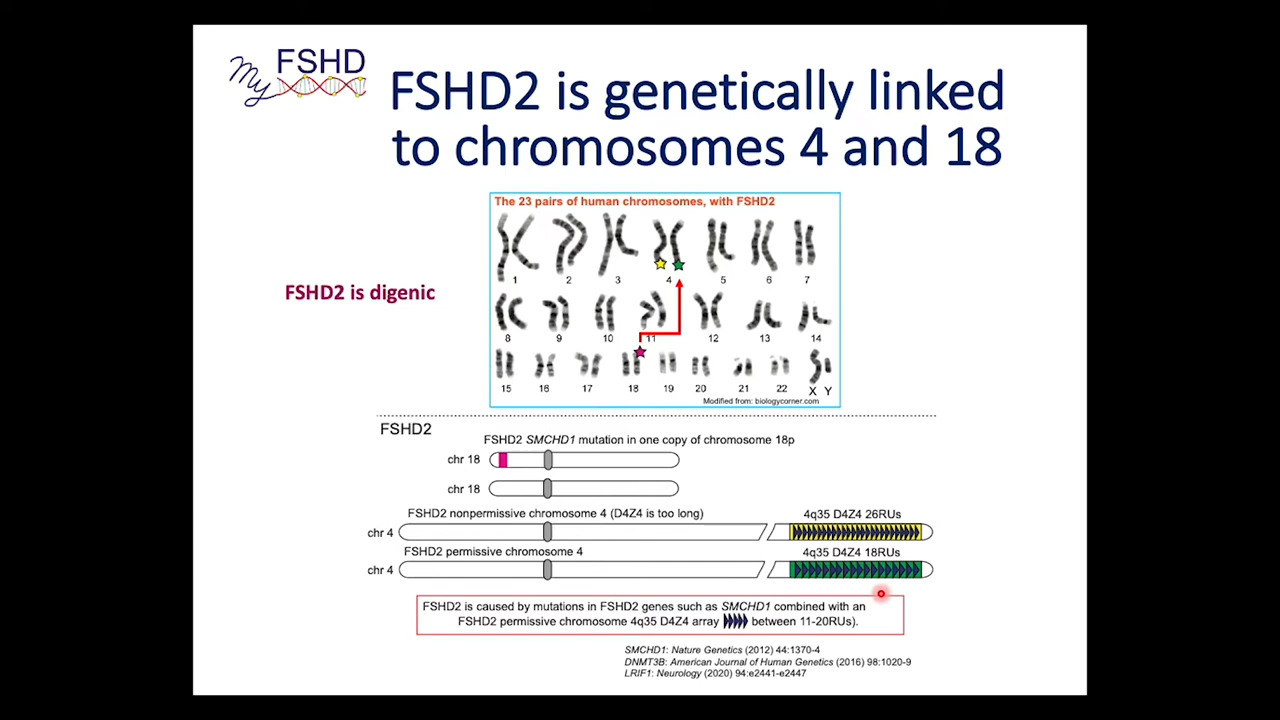 My FSHD
FSHD2 is genetically linked
to chromosomes 4 and 18
The 23 pairs of human chromosomes, with FSHD2
1 2 3 4 5 6 7
FSHD2 is digenic
8 9 10 11 12 13 14
15 16 17 18 19 20 21 22 X Y
Modified from: biologycorner.com
FSHD2
FSHD2 SMCHD1 mutation in one copy of chromosome 18p
chr 18
chr 18
FSHD2 nonpermissive chromosome 4 (D4Z4 is too long) 4q35 D4Z4 26RUs
chr 4
FSHD2 permissive chromosome 4 4q35 D4Z4 18RUs
chr 4
FSHD2 is caused by mutations in FSHD2 genes such as SMCHD1 combined with an
FSHD2 permissive chromosome 4q35 D4Z4 array between 11-20RUs).
SMCHD1: Nature Genetics (2012) 44:1370-4
DNMT3B: American Journal of Human Genetics (2016) 98:1020-9
LRIF1: Neurology (2020) 94:e2441-e2447